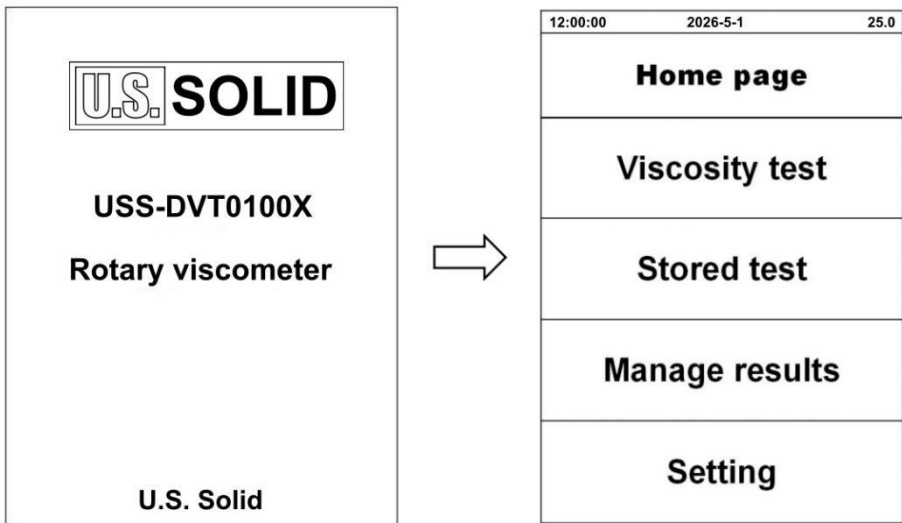 U.S. SOLID
USS-DVT0100X
Rotary viscometer
U.S. Solid
12:00:00 2026-5-1 25.0
Home page
Viscosity test
Stored test
Manage results
Setting